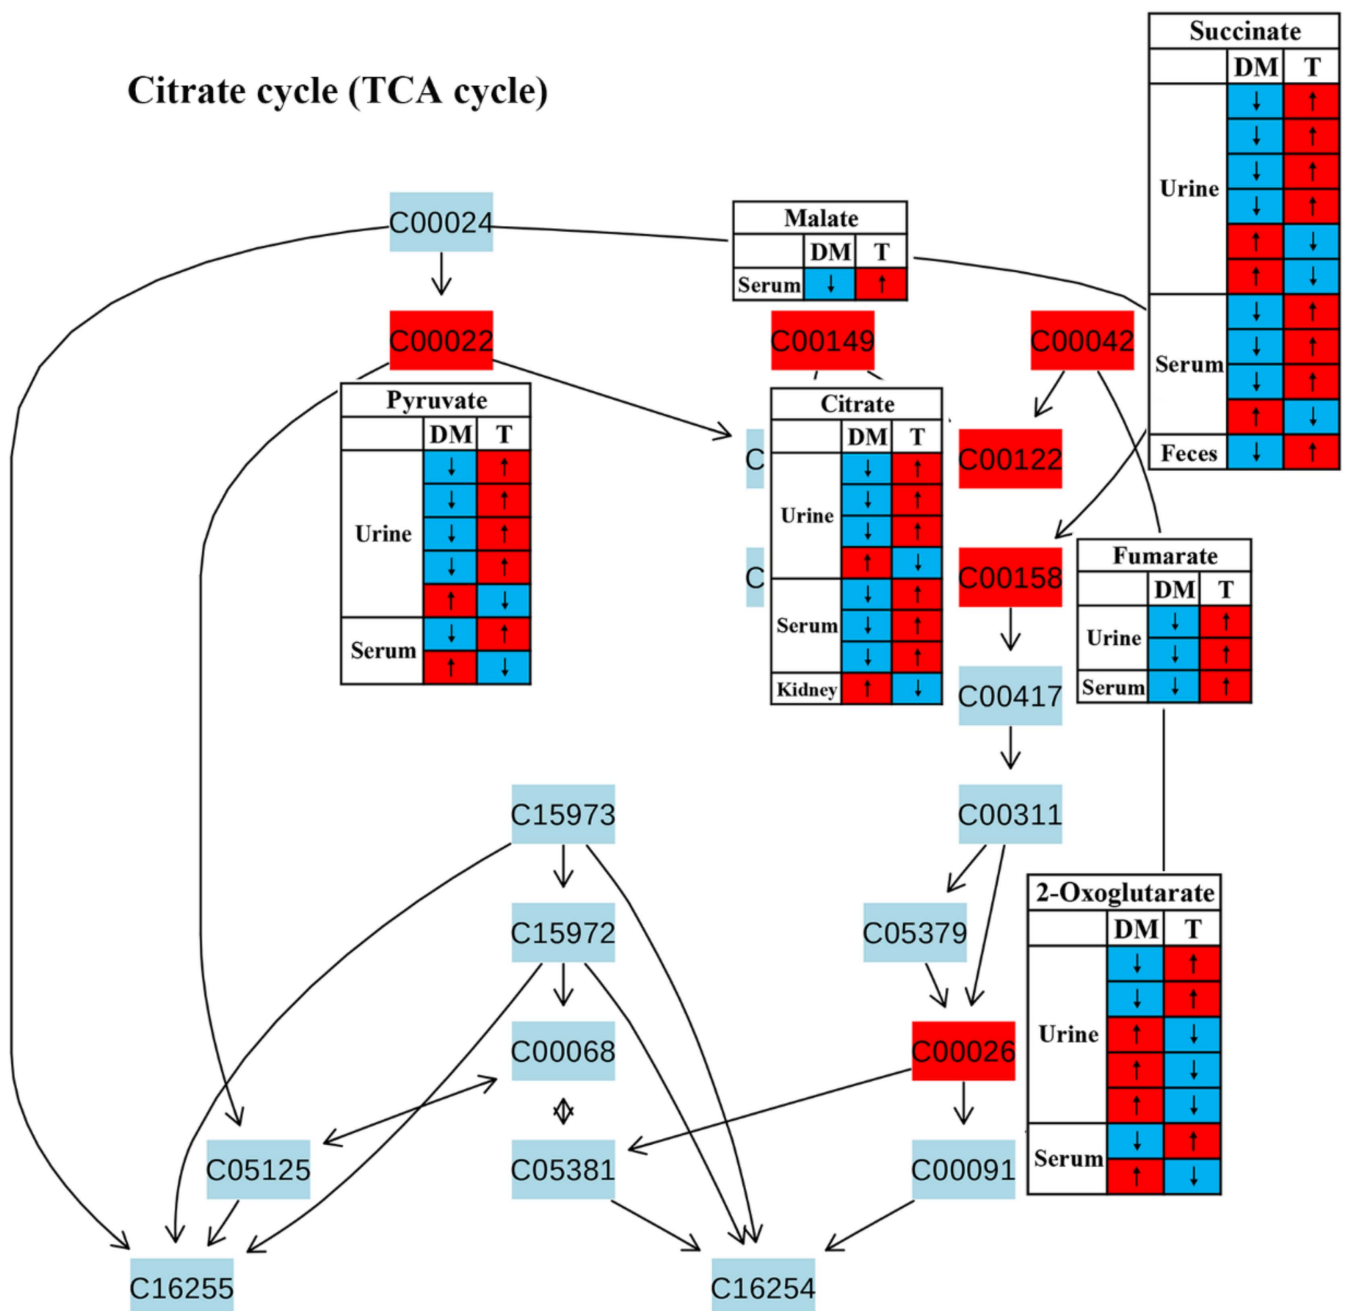 Citrate cycle (TCA cycle)
Succinate
DM T
Urine
↓ ↑
↓ ↑
↓ ↑
↓ ↑
↑ ↓
↑ ↓
Serum
↓ ↑
↓ ↑
↓ ↑
↑ ↓
Feces ↓ ↑
C00024
Malate
DM T
Serum ↓ ↑
C00022
C00149
C00042
Pyruvate
DM T
Urine
↓ ↑
↓ ↑
↓ ↑
↓ ↑
↑ ↓
Serum
↓ ↑
↑ ↓
Citrate
DM T
Urine
↓ ↑
↓ ↑
↓ ↑
↑ ↓
Serum
↓ ↑
↓ ↑
↓ ↑
Kidney ↑ ↓
C
C00122
C
C00158
Fumarate
DM T
Urine
↓ ↑
↓ ↑
Serum ↓ ↑
C00417
C15973
C00311
C15972
C05379
2-Oxoglutarate
DM T
Urine
↓ ↑
↓ ↑
↑ ↓
↑ ↓
↑ ↓
Serum
↓ ↑
↑ ↓
C00068
C00026
C05125
C05381
C00091
C16255
C16254